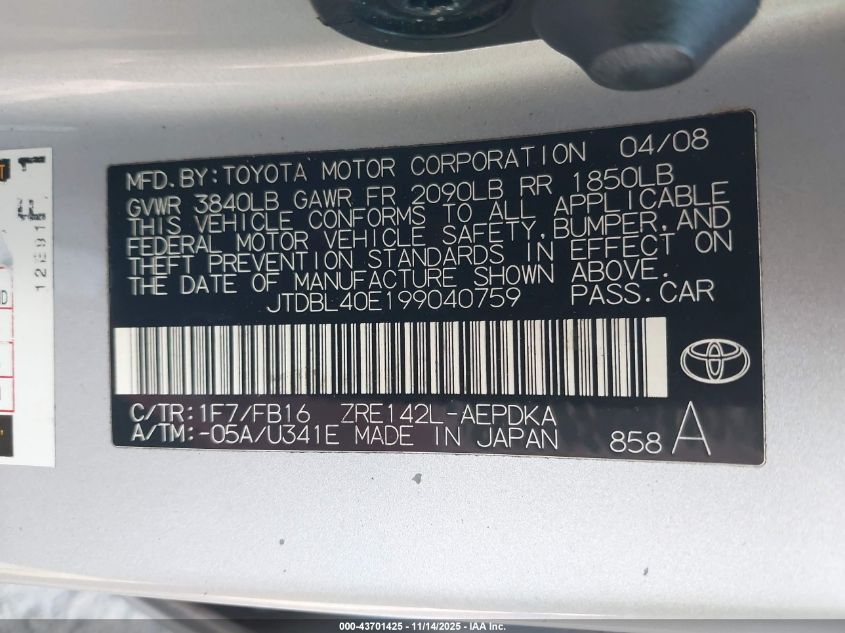 MFD.BY:TOYOTA MOTOR CORPORATION 04/08
GVWR 3840LB GAWR FR 2090LB RR 1850LB
THIS VEHICLE CONFORMS TO ALL APPLICABLE
FEDERAL MOTOR VEHICLE SAFETY,BUMPER,AND
THEFT PREVENTION STANDARDS IN EFFECT ON
THE DATE OF MANUFACTURE SHOWN ABOVE.
JTDBL40E199040759 PASS.CAR
C/TR:1F7/FB16 ZRE142L-AEPDKA
A/TM:-05A/U341E MADE IN JAPAN 858 A
000-43701425 - 11/14/2025 - IAA Inc.